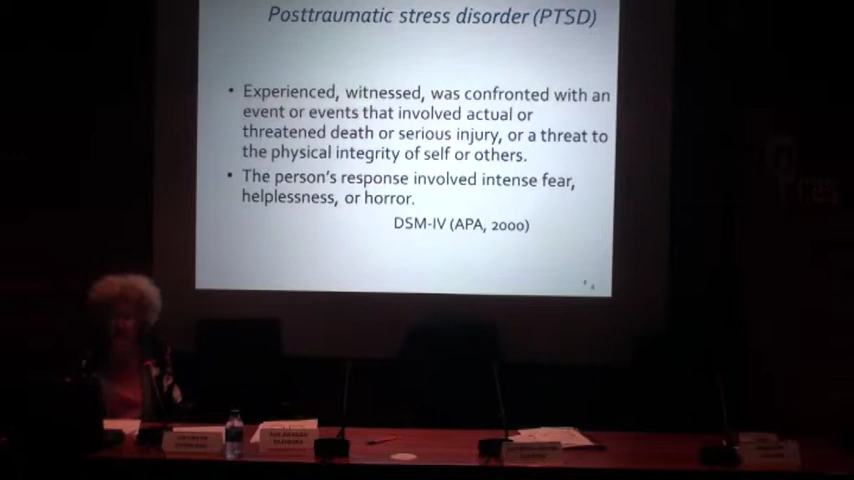 Posttraumatic stress disorder (PTSD)
• Experienced, witnessed, was confronted with an
event or events that involved actual or
threatened death or serious injury, or a threat to
the physical integrity of self or others.
• The person's response involved intense fear,
helplessness, or horror.
DSM-IV (APA, 2000)